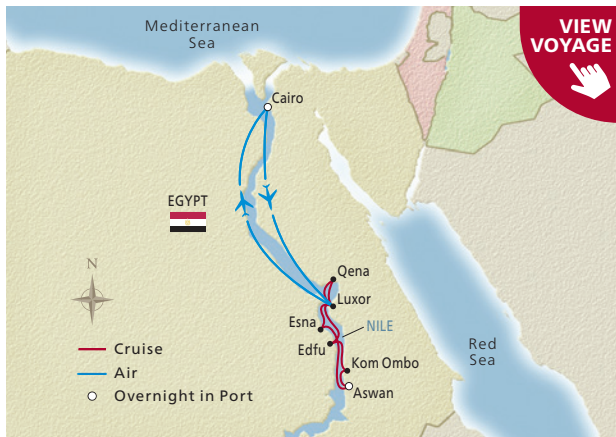 Mediterranean
Sea
VIEW
VOYAGE
Cairo
EGYPT
N
Qena
Luxor
Esna
NILE
Edfu
Kom Ombo
Aswan
Red
Sea
Cruise
Air
Overnight in Port